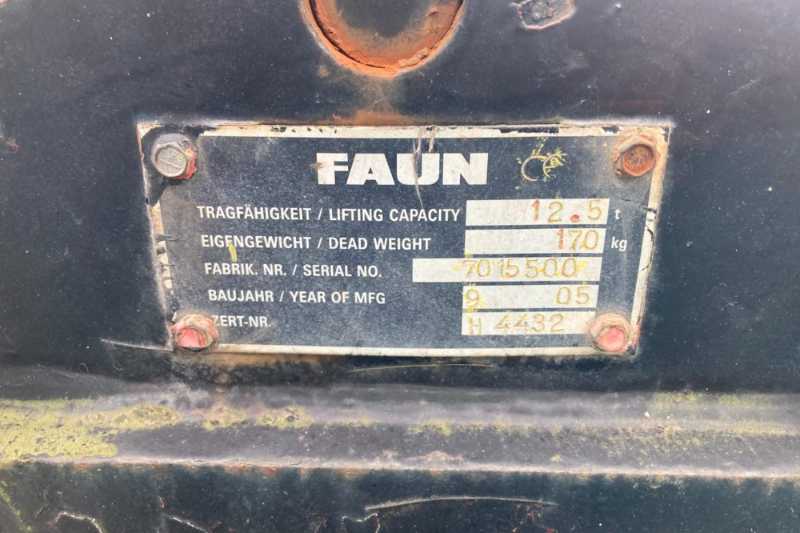 FAUN
TRAGFÄHIGKEIT / LIFTING CAPACITY 12.5 t
EIGENGEWICHT / DEAD WEIGHT 170 kg
FABRIK. NR. / SERIAL NO. 7015500
BAUJAHR / YEAR OF MFG 9 05
ZERT-NR. H 4432